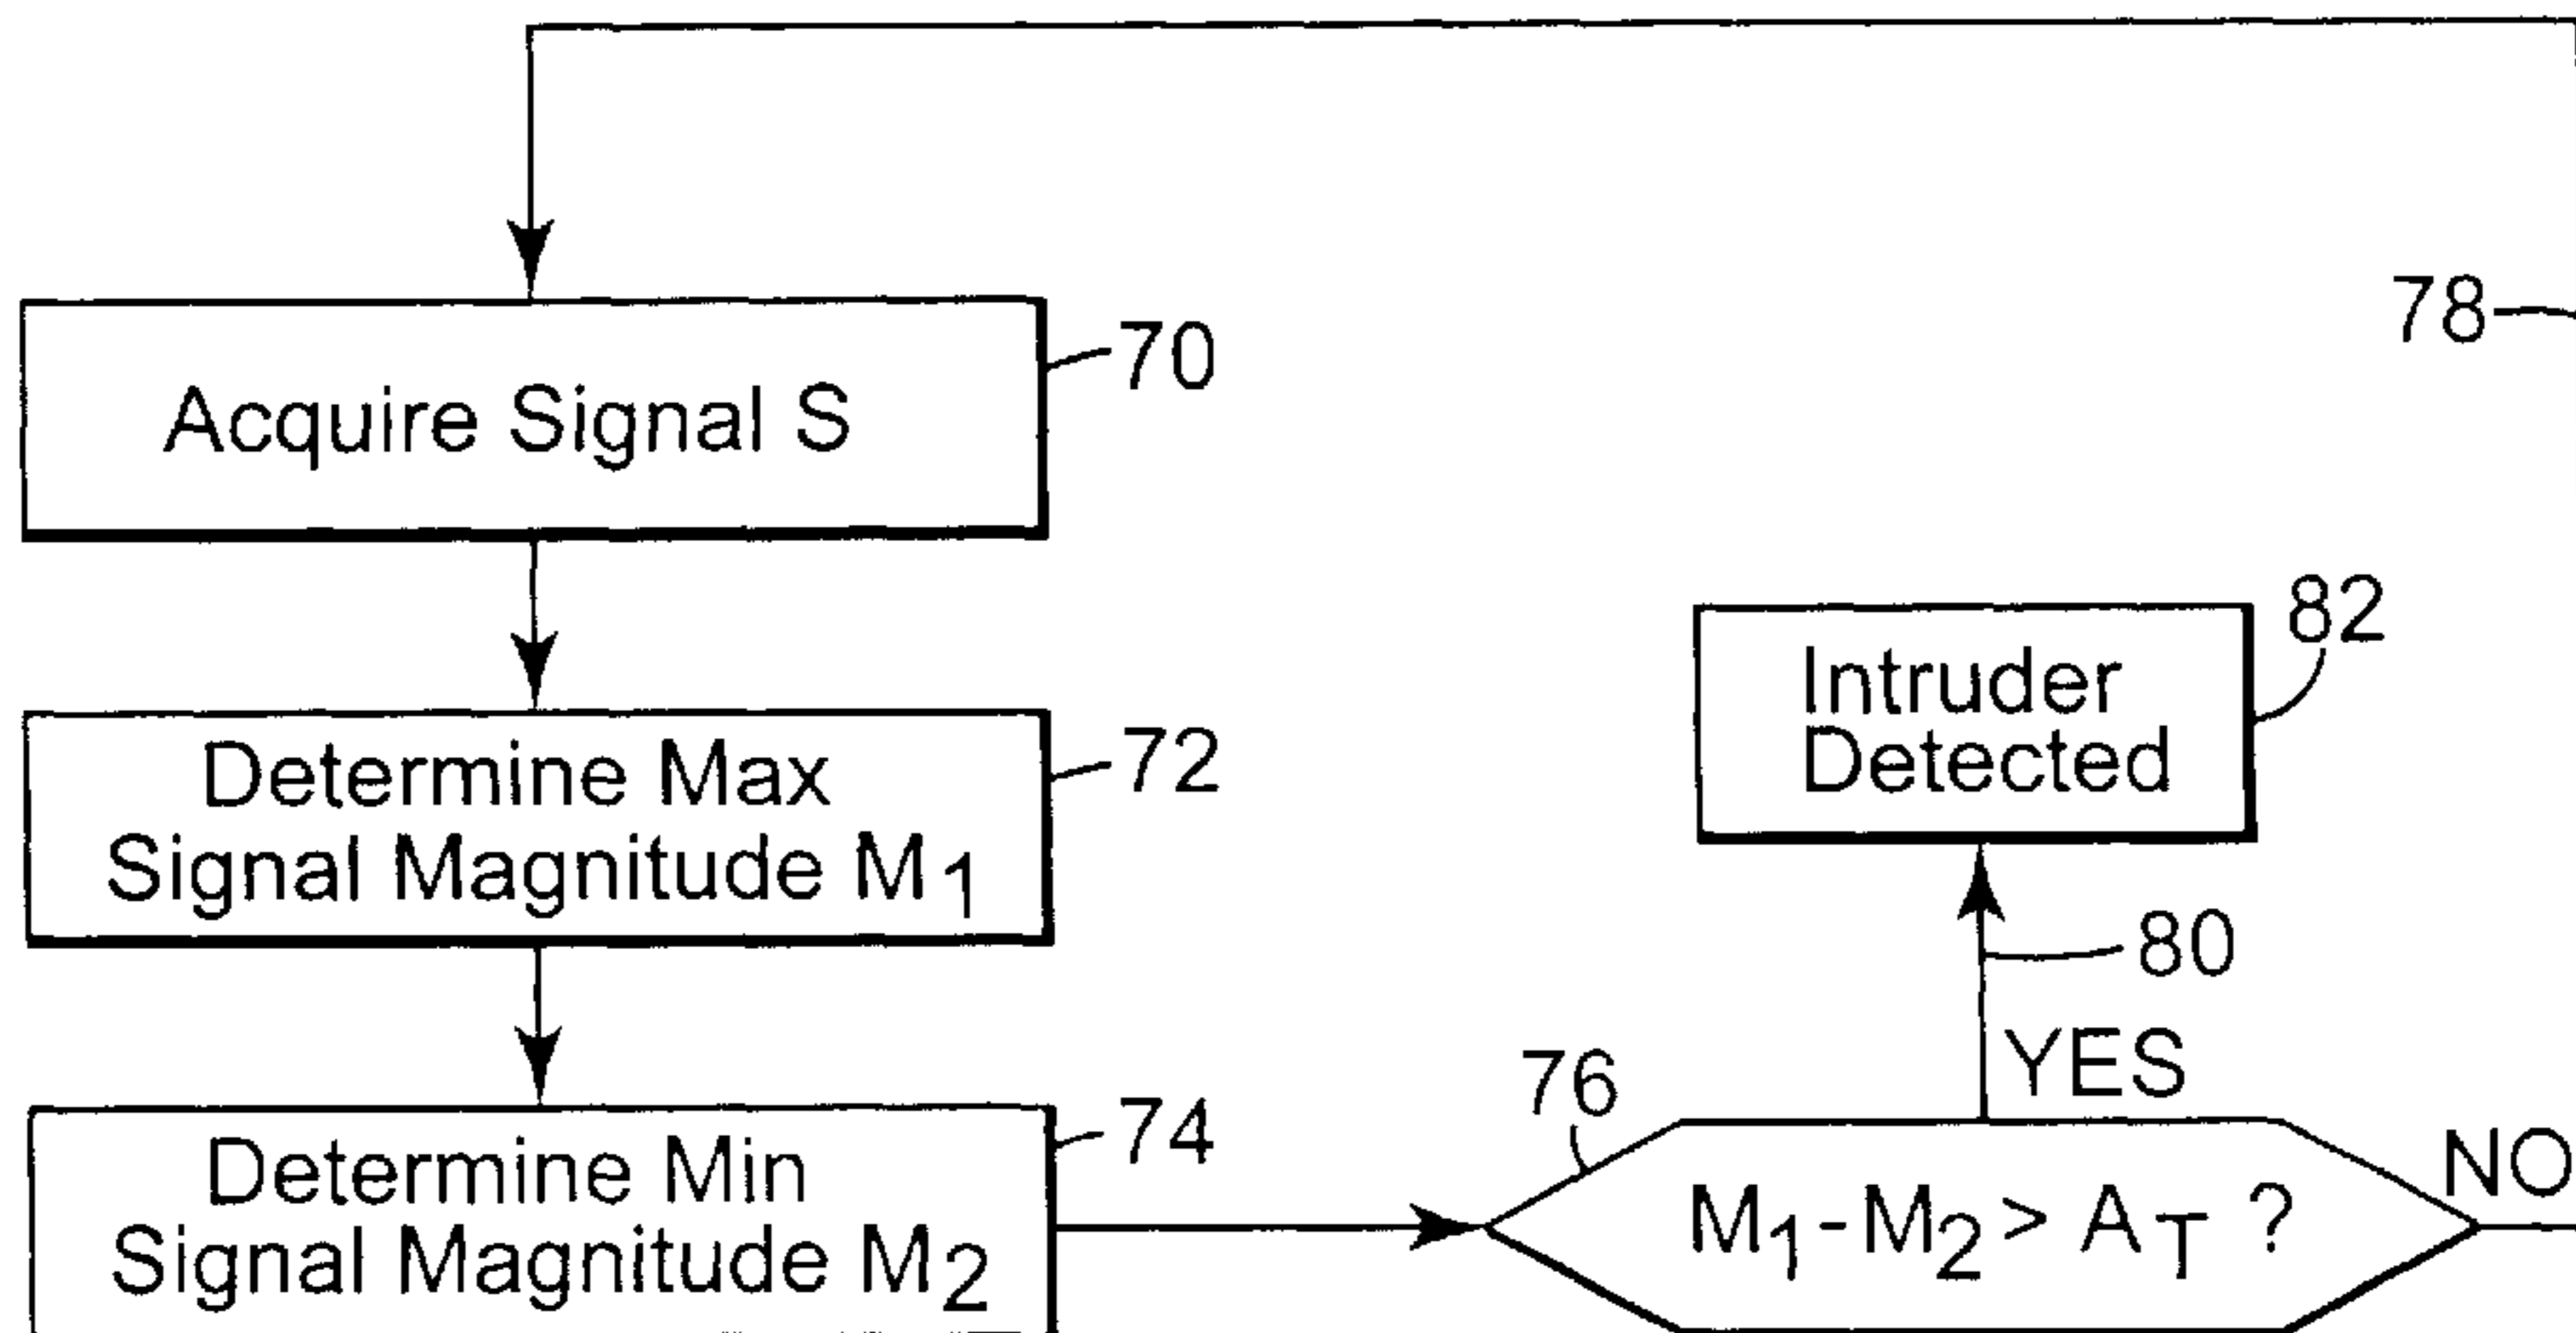 78
70
Acquire Signal S
82
Intruder
Detected
72
Determine Max
Signal Magnitude M1
80
YES
74
Determine Min
Signal Magnitude M2
76
M1-M2 > AT ?
NO